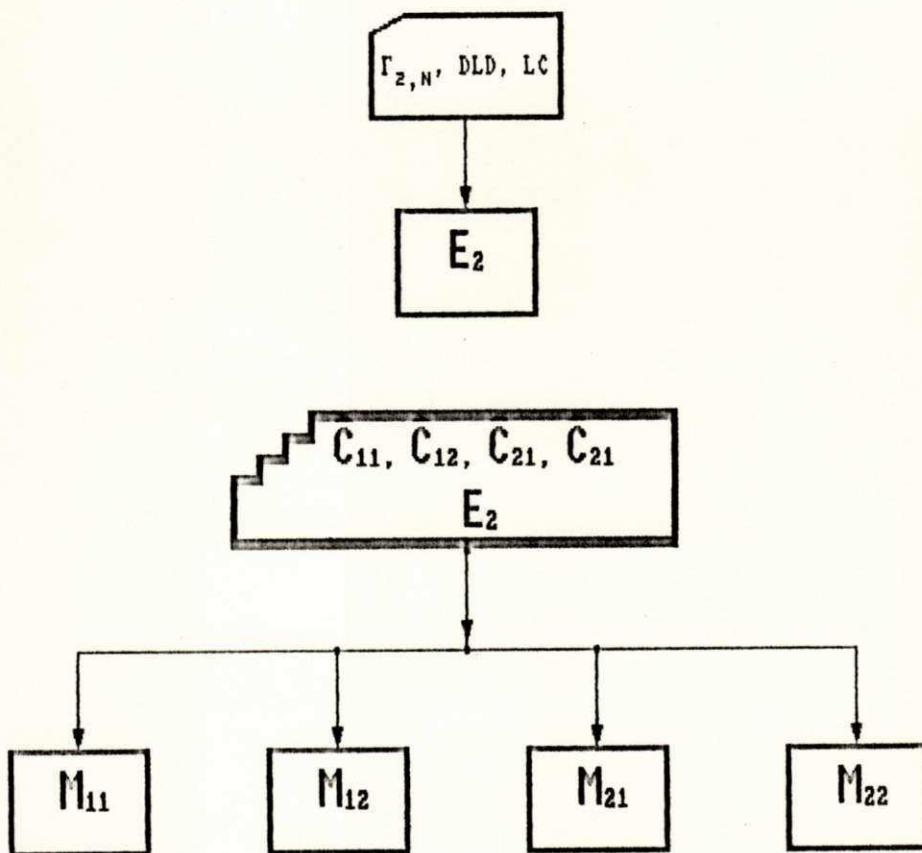 Γ₂,N, DLD, LC
E₂
C₁₁, C₁₂, C₂₁, C₂₁
E₂
M₁₁ M₁₂ M₂₁ M₂₂